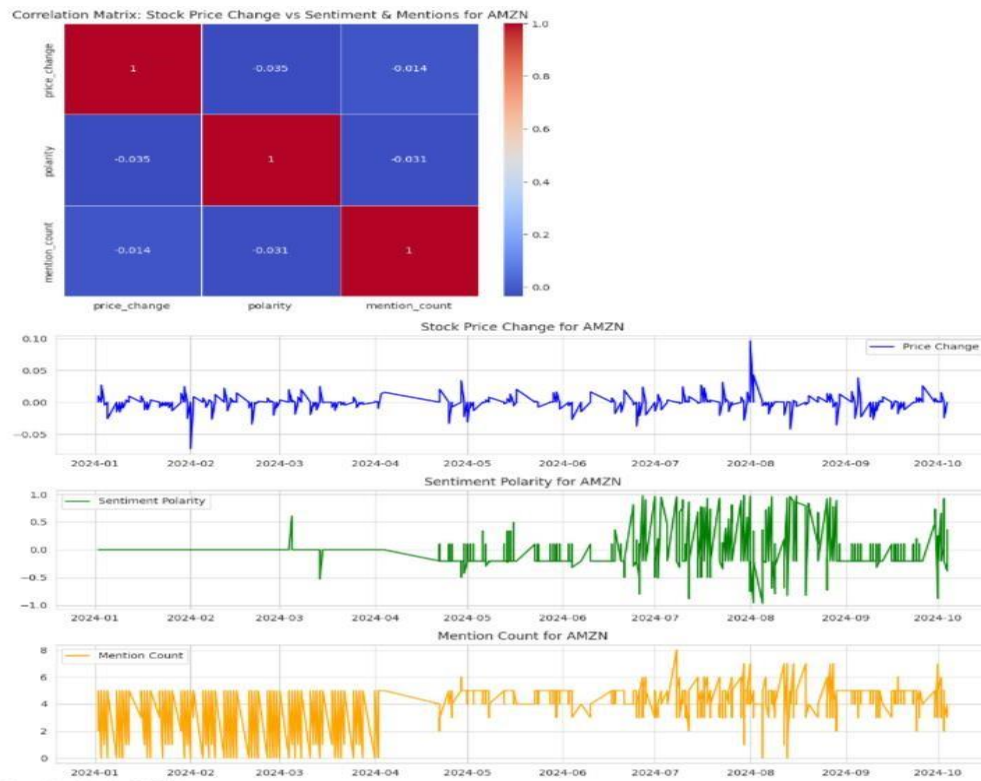 Correlation Matrix: Stock Price Change vs Sentiment & Mentions for AMZN
price_change
1
-0.035
-0.014
polarity
-0.035
1
-0.031
mention_count
-0.014
-0.031
1
price_change polarity mention_count
1.0
0.8
0.6
0.4
0.2
0.0
Stock Price Change for AMZN
Price Change
0.10
0.05
0.00
-0.05
2024-01 2024-02 2024-03 2024-04 2024-05 2024-06 2024-07 2024-08 2024-09 2024-10
Sentiment Polarity for AMZN
Sentiment Polarity
1.0
0.5
0.0
-0.5
-1.0
2024-01 2024-02 2024-03 2024-04 2024-05 2024-06 2024-07 2024-08 2024-09 2024-10
Mention Count for AMZN
Mention Count
8
6
4
2
0
2024-01 2024-02 2024-03 2024-04 2024-05 2024-06 2024-07 2024-08 2024-09 2024-10